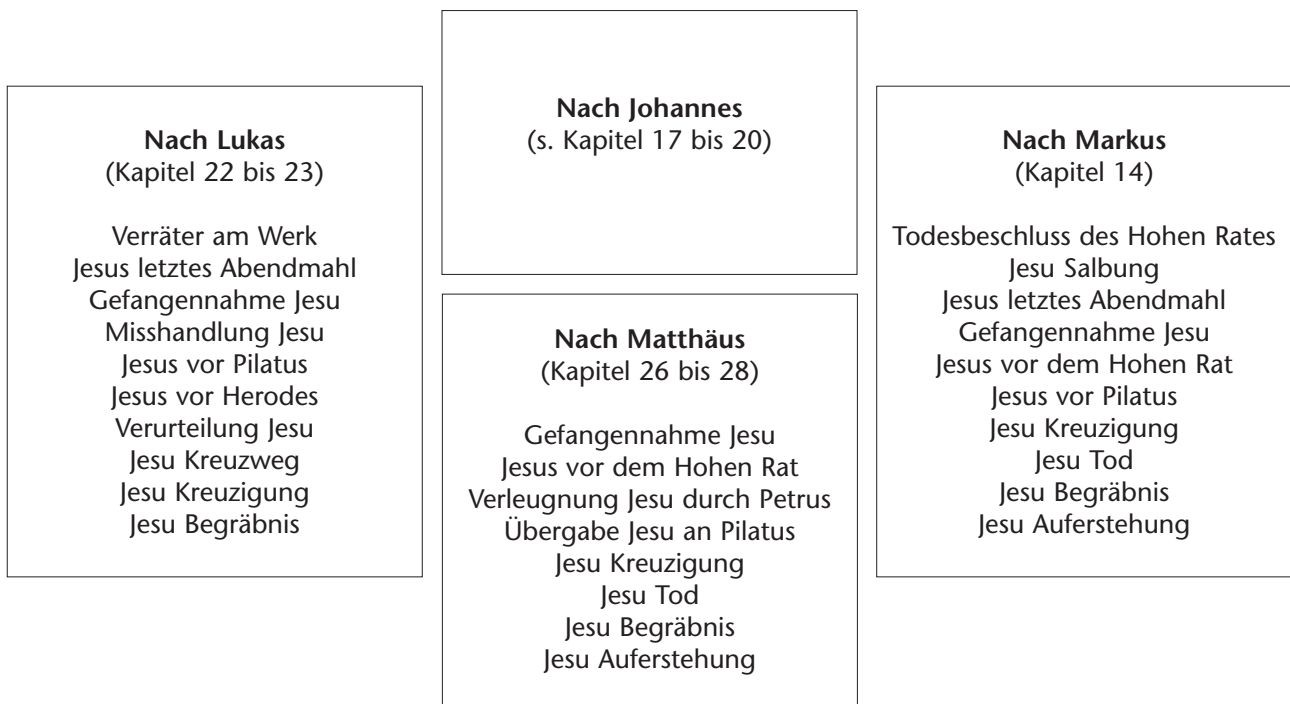 Nach Lukas
(Kapitel 22 bis 23)
Verräter am Werk
Jesus letztes Abendmahl
Gefangennahme Jesu
Misshandlung Jesu
Jesus vor Pilatus
Jesus vor Herodes
Verurteilung Jesu
Jesu Kreuzweg
Jesu Kreuzigung
Jesu Begräbnis
Nach Johannes
(s. Kapitel 17 bis 20)
Nach Matthäus
(Kapitel 26 bis 28)
Gefangennahme Jesu
Jesus vor dem Hohen Rat
Verleugnung Jesu durch Petrus
Übergabe Jesu an Pilatus
Jesu Kreuzigung
Jesu Tod
Jesu Begräbnis
Jesu Auferstehung
Nach Markus
(Kapitel 14)
Todesbeschluss des Hohen Rates
Jesu Salbung
Jesus letztes Abendmahl
Gefangennahme Jesu
Jesus vor dem Hohen Rat
Jesus vor Pilatus
Jesu Kreuzigung
Jesu Tod
Jesu Begräbnis
Jesu Auferstehung